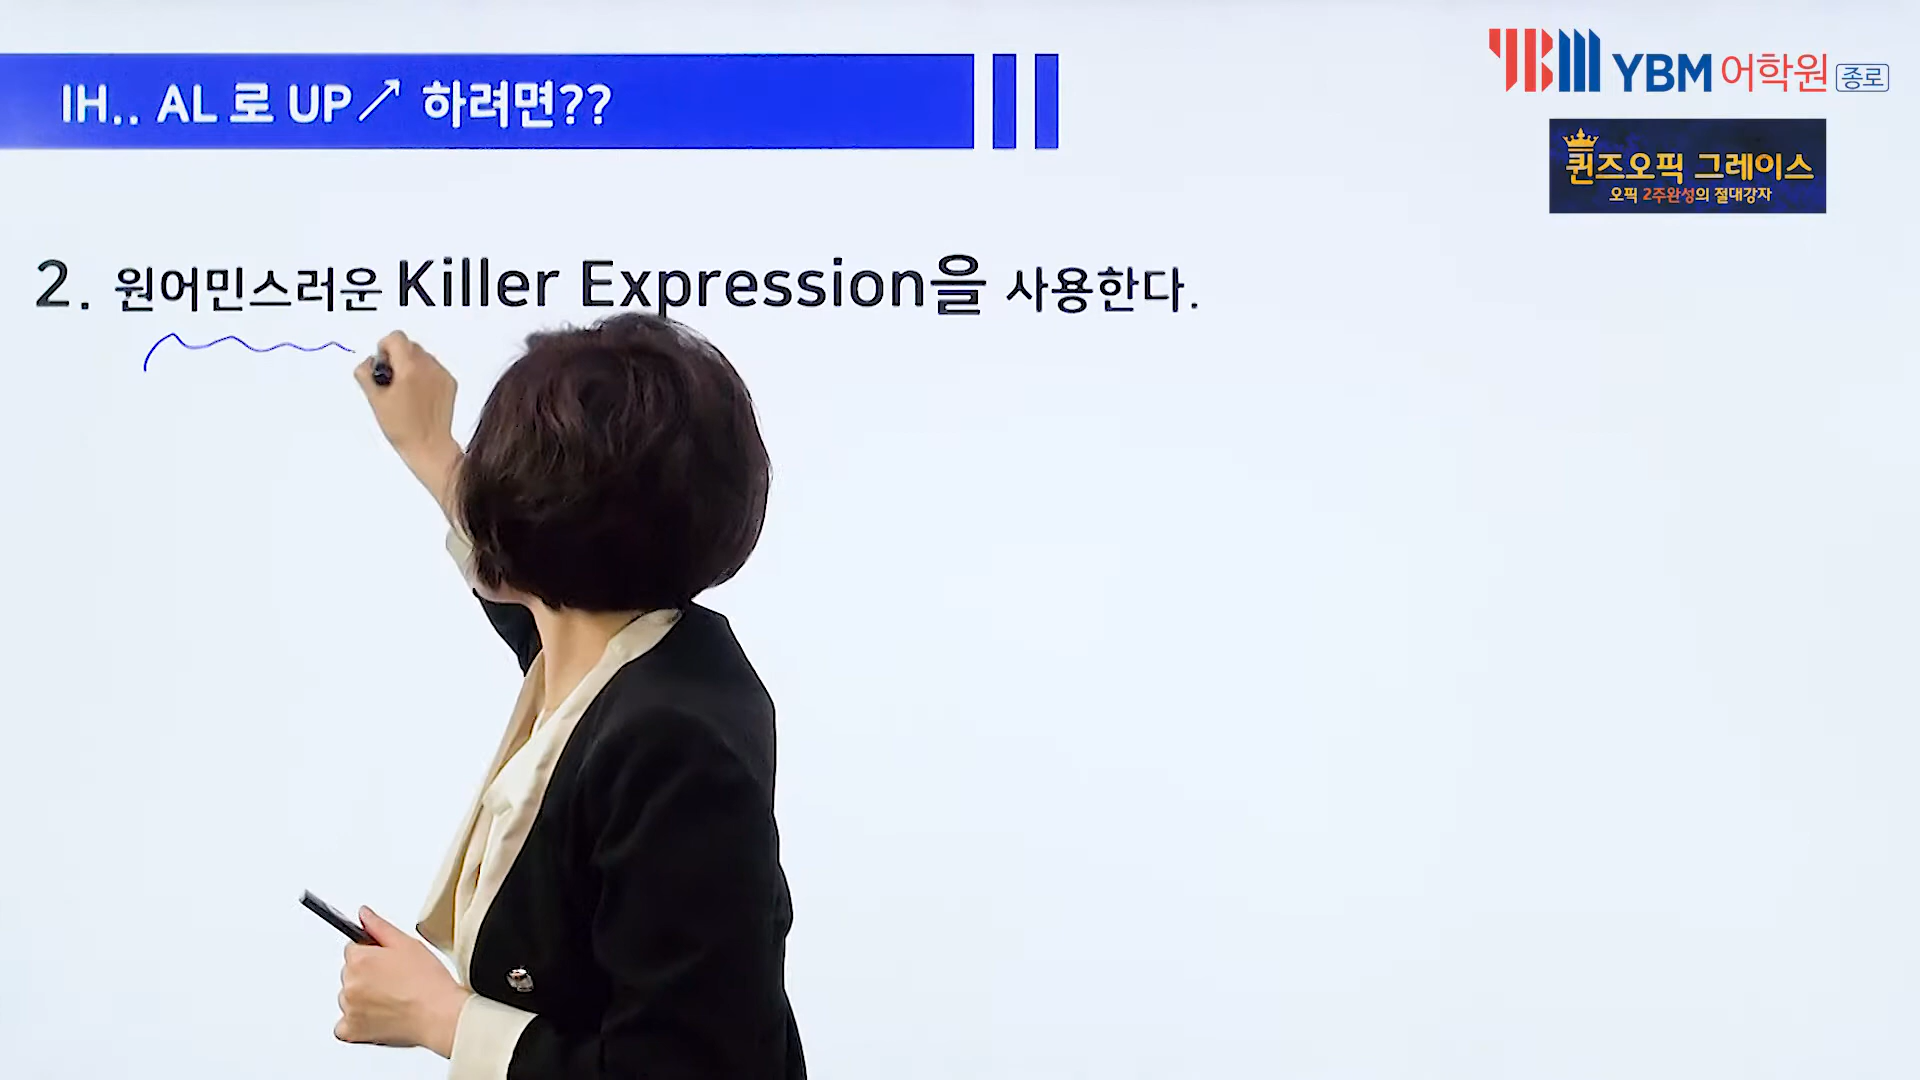 IH.. AL 로 UP↗ 하려면??
YBM YBM 어학원 종로
퀸즈오픽 그레이스
오픽 2주완성의 절대강자
2. 원어민스러운 Killer Expression을 사용한다.